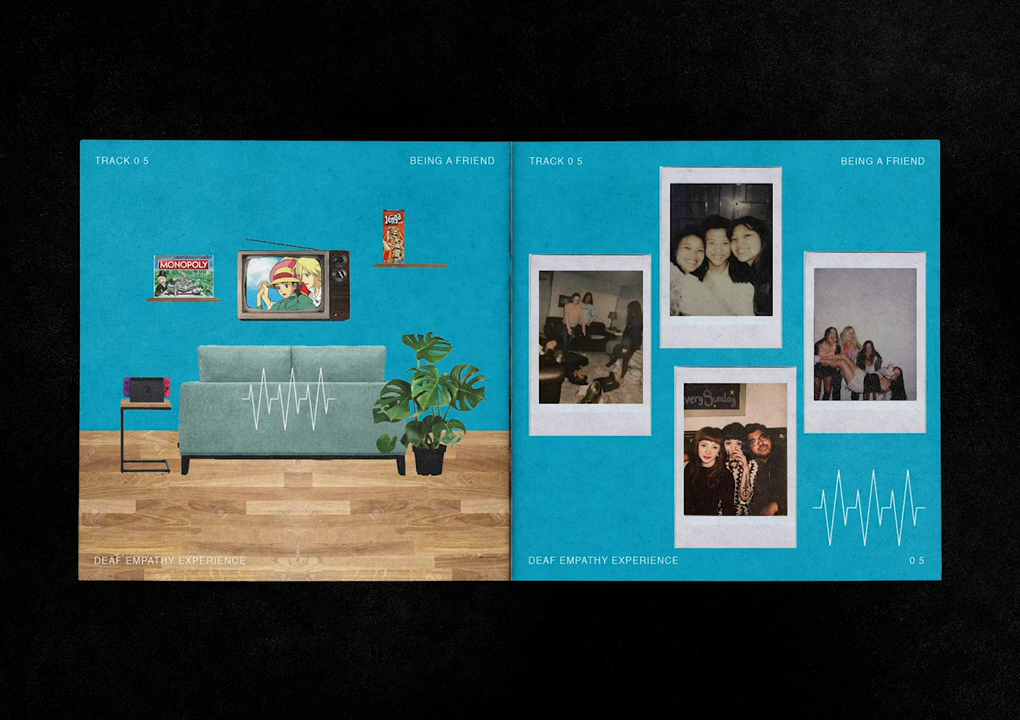 TRACK 0 5
BEING A FRIEND
Jenga
MONOPOLY
DEAF EMPATHY EXPERIENCE
TRACK 0 5
BEING A FRIEND
very Sunday
DEAF EMPATHY EXPERIENCE
0 5